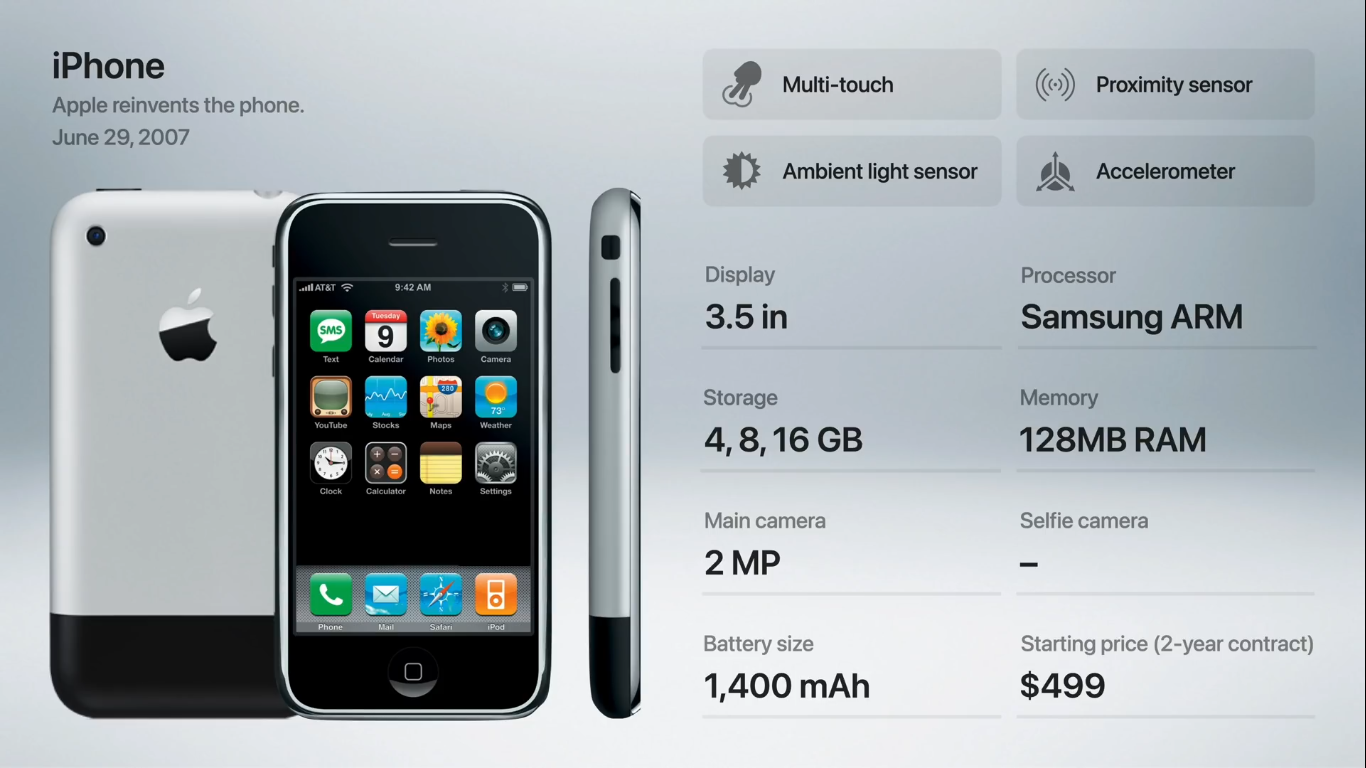 iPhone
Apple reinvents the phone.
June 29, 2007
Multi-touch
Proximity sensor
Ambient light sensor
Accelerometer
AT&T 9:42 AM
SMS
Tuesday
9
280
73°
Text Calendar Photos Camera
YouTube Stocks Maps Weather
Clock Calculator Notes Settings
Phone Mail Safari iPod
Display
3.5 in
Processor
Samsung ARM
Storage
4, 8, 16 GB
Memory
128MB RAM
Main camera
2 MP
Selfie camera
–
Battery size
1,400 mAh
Starting price (2-year contract)
$499